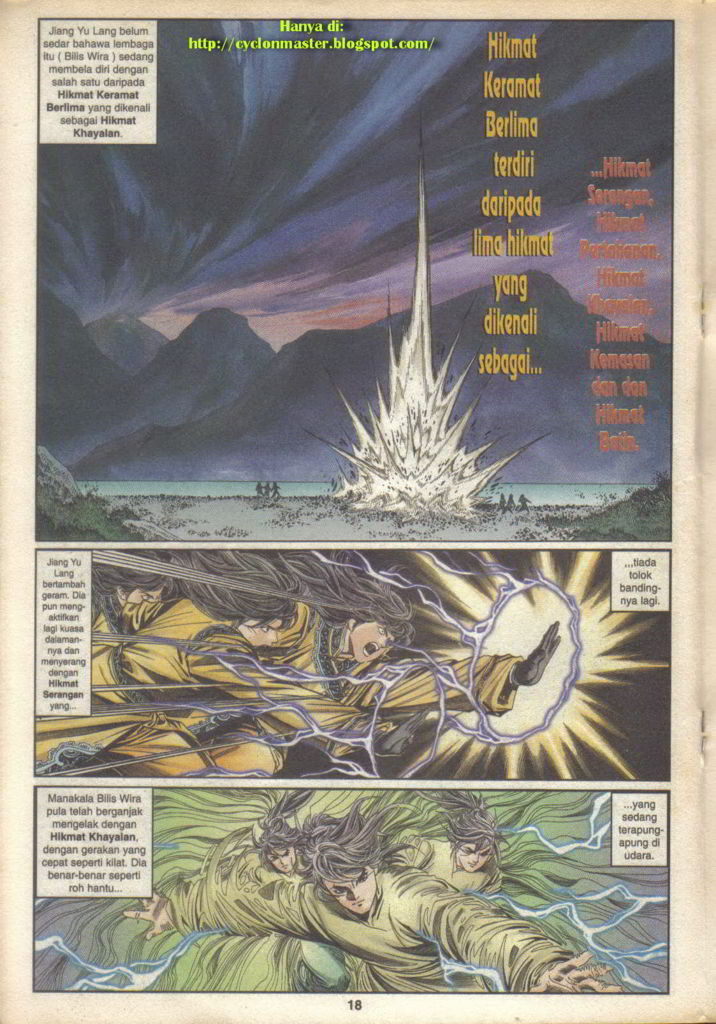 Hanya di:
http://cyclonmaster.blogspot.com/
Jiang Yu Lang belum
sedar bahawa lembaga
itu ( Bilis Wira ) sedang
membela diri dengan
salah satu daripada
Hikmat Keramat
Berlima yang dikenali
sebagai Hikmat
Khayalan.
Hikmat
Keramat
Berlima
terdiri
daripada
lima hikmat
yang
dikenali
sebagai...
...Hikmat
Serangan,
Hikmat
Pertahanan,
Hikmat
Khayalan,
Hikmat
Kemasan
dan dan
Hikmat
Batin.
Jiang Yu
Lang
bertambah
geram. Dia
pun meng-
aktifkan
lagi kuasa
dalaman-
nya dan
menyerang
dengan
Hikmat
Serangan
yang...
...tiada
tolok
banding-
nya lagi.
Manakala Bilis Wira
pula telah berganjak
mengelak dengan
Hikmat Khayalan,
dengan gerakan yang
cepat seperti kilat. Dia
benar-benar seperti
roh hantu...
...yang
sedang
terapung-
apung di
udara.
18